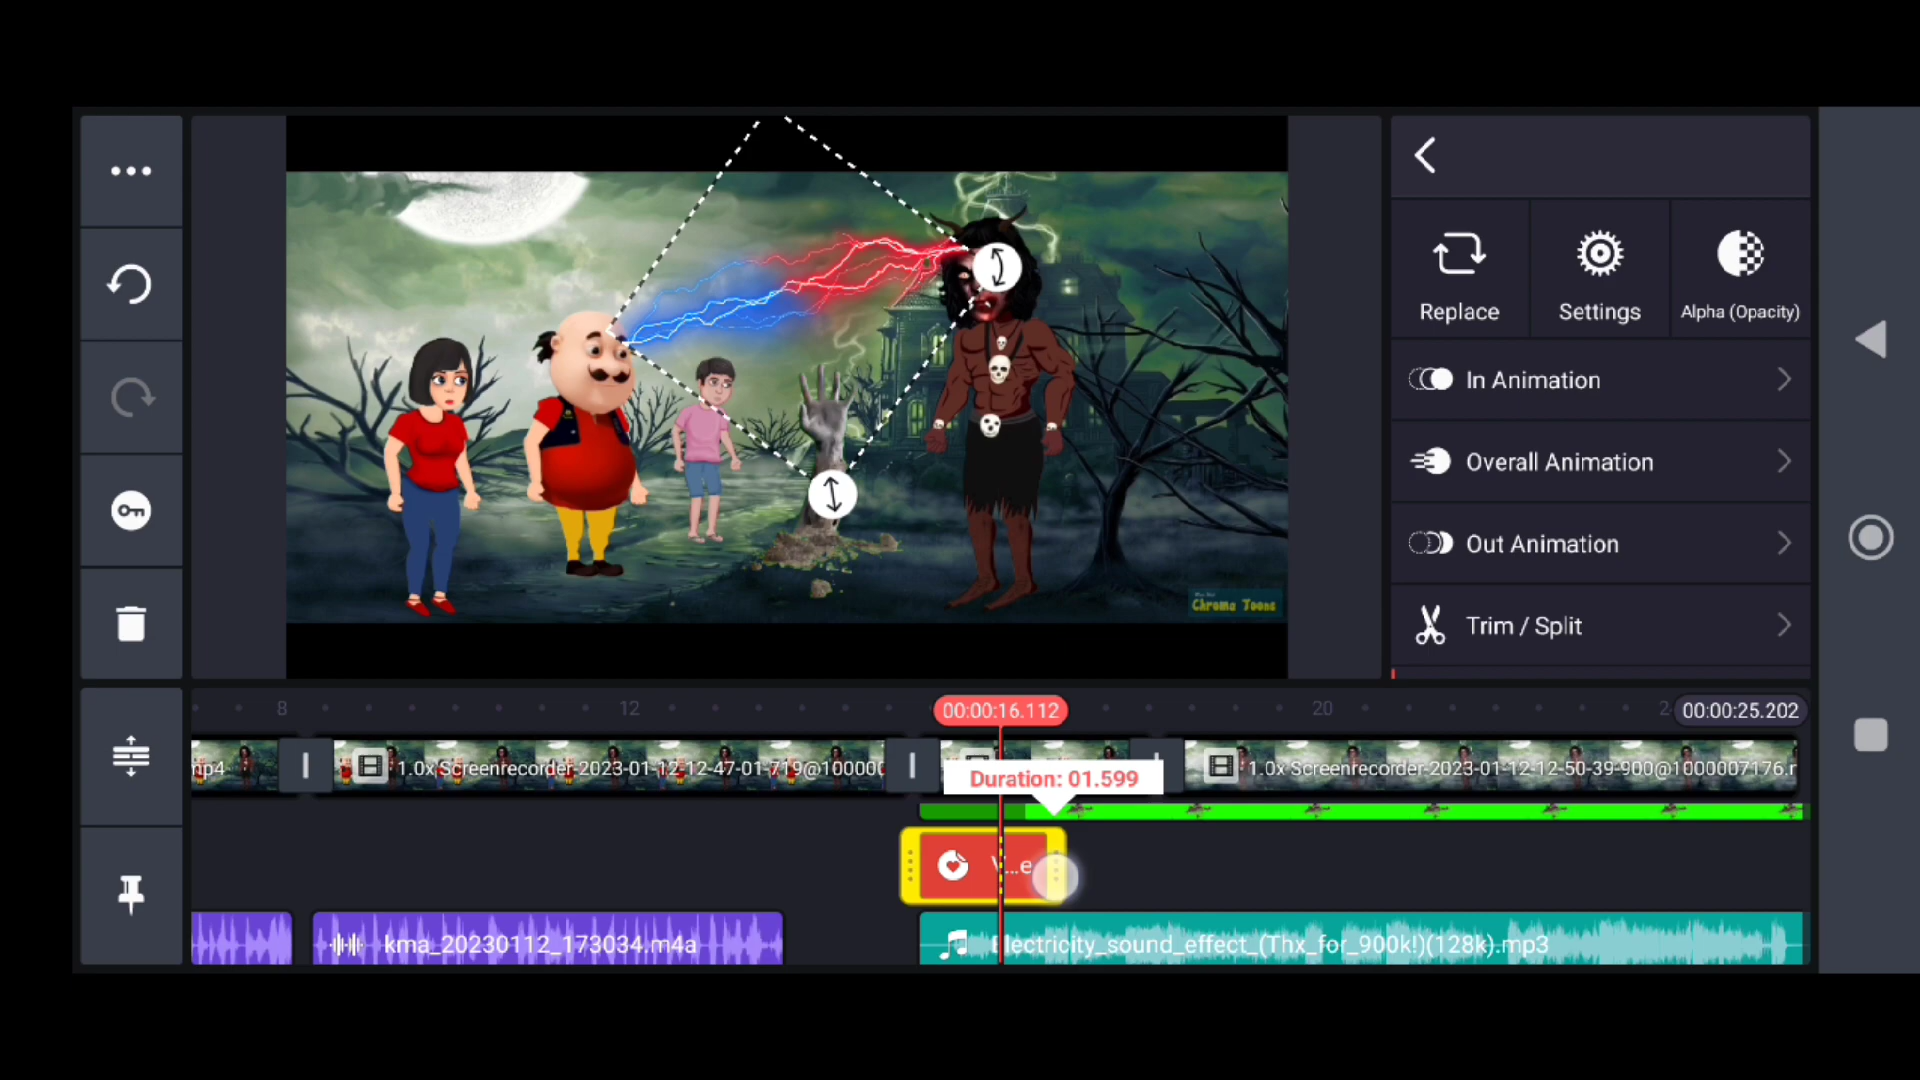 Replace
Settings
Alpha (Opacity)
In Animation
Overall Animation
Out Animation
Trim / Split
Chroma Toons
8
12
00:00:16.112
20
2
00:00:25.202
mp4
1.0x Screenrecorder-2023-01-12-12-47-01-719@10000
1.0x Screenrecorder-2023-01-12-12-50-39-900@1000007176.r
Duration: 01.599
V...e
kma_20230112_173034.m4a
lectricity_sound_effect_(Thx_for_900k!)(128k).mp3